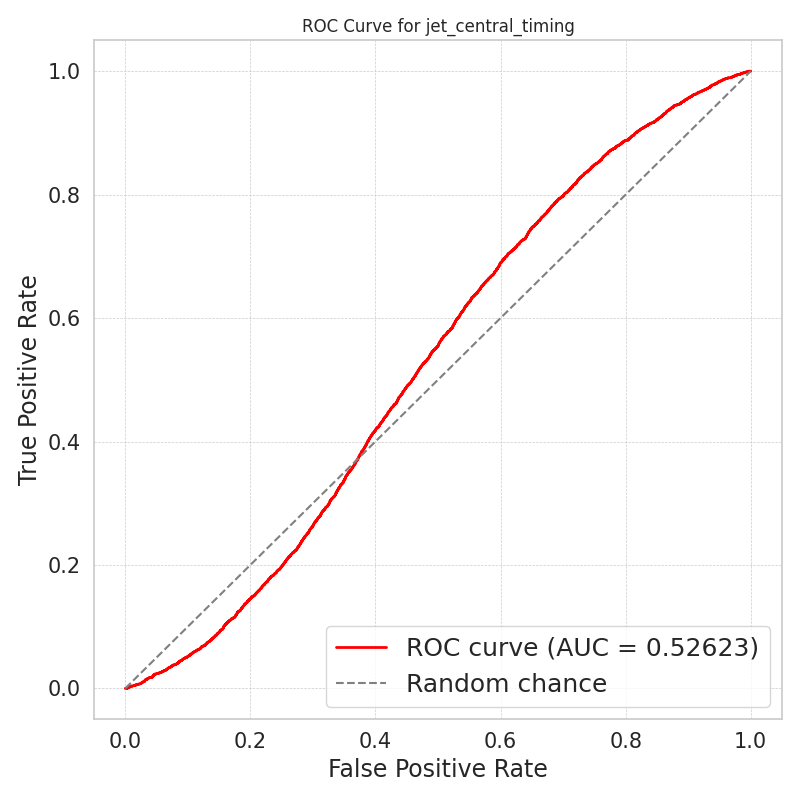 ROC Curve for jet_central_timing
1.0
0.8
0.6
0.4
0.2
0.0
True Positive Rate
ROC curve (AUC = 0.52623)
Random chance
0.0 0.2 0.4 0.6 0.8 1.0
False Positive Rate